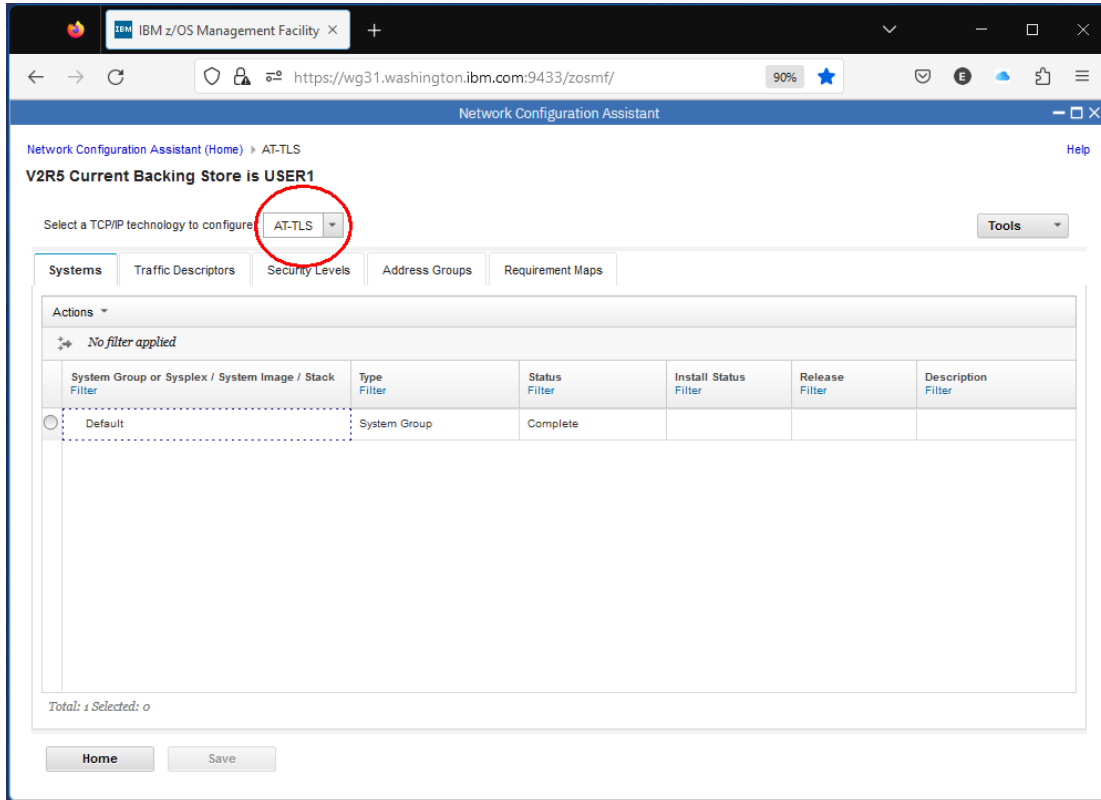 IBM IBM z/OS Management Facility
https://wg31.washington.ibm.com:9433/zosmf/ 90% E
Network Configuration Assistant
Network Configuration Assistant (Home) AT-TLS Help
V2R5 Current Backing Store is USER1
Select a TCP/IP technology to configure AT-TLS Tools
Systems Traffic Descriptors Security Levels Address Groups Requirement Maps
Actions
No filter applied
System Group or Sysplex / System Image / Stack Type Status Install Status Release Description
Filter Filter Filter Filter Filter Filter
Default System Group Complete
Total: 1 Selected: 0
Home Save